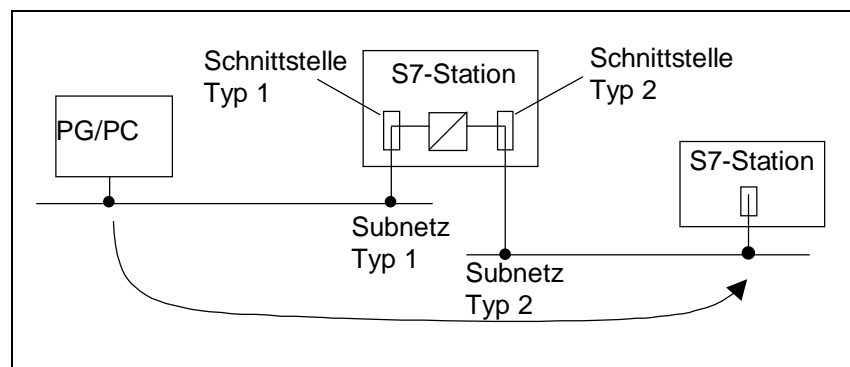 Schnittstelle
Typ 1
S7-Station
Schnittstelle
Typ 2
PG/PC
S7-Station
Subnetz
Typ 1
Subnetz
Typ 2